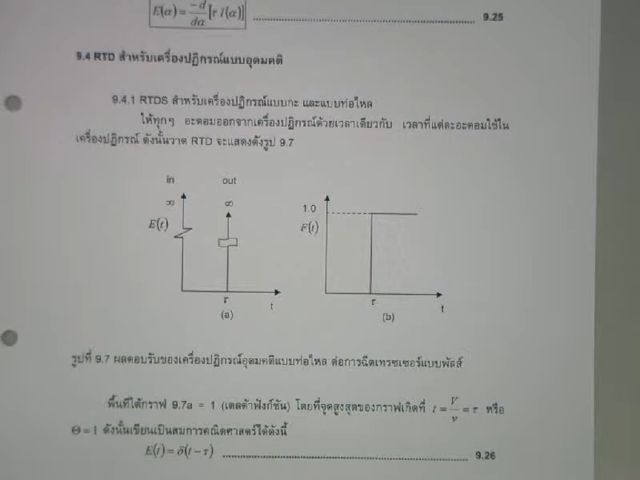 E(α) = -d/dα [τ I(α)] ........ 9.25
9.4 RTD สำหรับเครื่องปฏิกรณ์แบบอุดมคติ
9.4.1 RTDS สำหรับเครื่องปฏิกรณ์แบบกะ และแบบท่อไหล
ให้ทุกๆ อะตอมออกจากเครื่องปฏิกรณ์ด้วยเวลาเดียวกับ เวลาที่แต่ละอะตอมใช้ใน
เครื่องปฏิกรณ์ ดังนั้นวาด RTD จะแสดงดังรูป 9.7
in out
∞ ∞
E(t)
τ t
(a)
1.0
F(t)
τ t
(b)
รูปที่ 9.7 ผลตอบรับของเครื่องปฏิกรณ์อุดมคติแบบท่อไหล ต่อการฉีดเทรซเซอร์แบบพัลส์
พื้นที่ใต้กราฟ 9.7a = 1 (เดลต้าฟังก์ชัน) โดยที่จุดสูงสุดของกราฟเกิดที่ t = V/v = τ หรือ
Θ = 1 ดังนั้นเขียนเป็นสมการคณิตศาสตร์ได้ดังนี้
E(t) = δ(t - τ) ........ 9.26